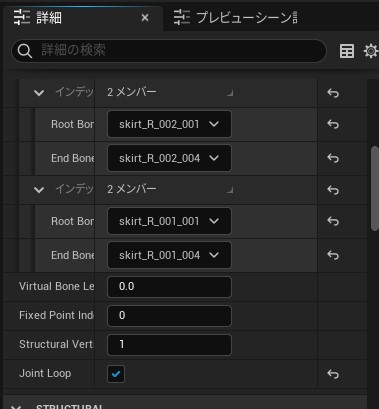 詳細 × プレビューシーン設
詳細の検索
インデッ 2 メンバー
Root Bon skirt_R_002_001
End Bone skirt_R_002_004
インデッ 2 メンバー
Root Bon skirt_R_001_001
End Bone skirt_R_001_004
Virtual Bone Le 0.0
Fixed Point Inde 0
Structural Verti 1
Joint Loop
STRUCTURAL